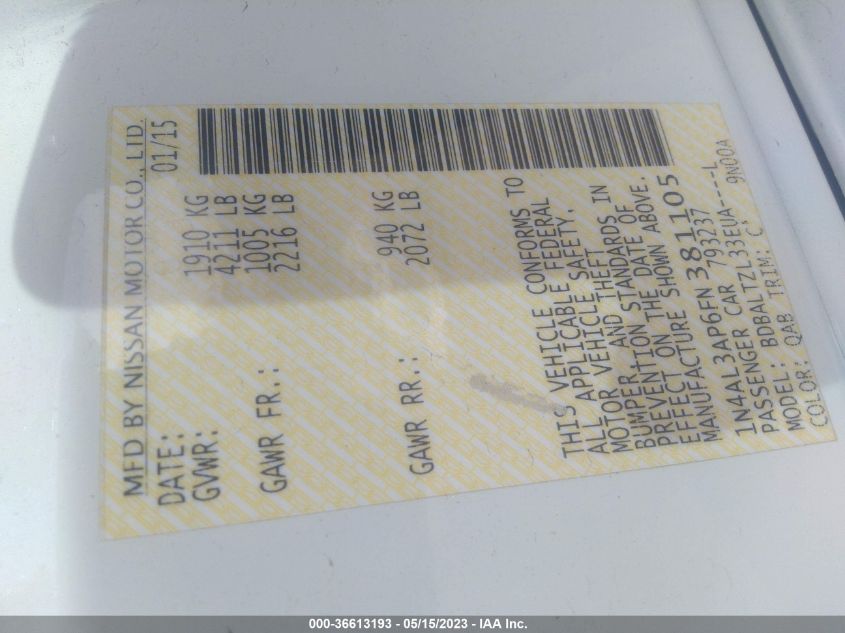 MFD BY NISSAN MOTOR CO., LTD.
DATE: 01/15
GVWR: 1910 KG
4211 LB
GAWR FR.: 1005 KG
2216 LB
GAWR RR.: 940 KG
2072 LB
THIS VEHICLE CONFORMS TO
ALL APPLICABLE FEDERAL
MOTOR VEHICLE SAFETY,
BUMPER AND THEFT
PREVENTION STANDARDS IN
EFFECT ON THE DATE OF
MANUFACTURE SHOWN ABOVE.
1N4AL3AP6FN381105
PASSENGER CAR 793237
MODEL: BDBALTZL33EUA----L
COLOR: QAB TRIM: C 9N00A
000-36613193 - 05/15/2023 - IAA Inc.